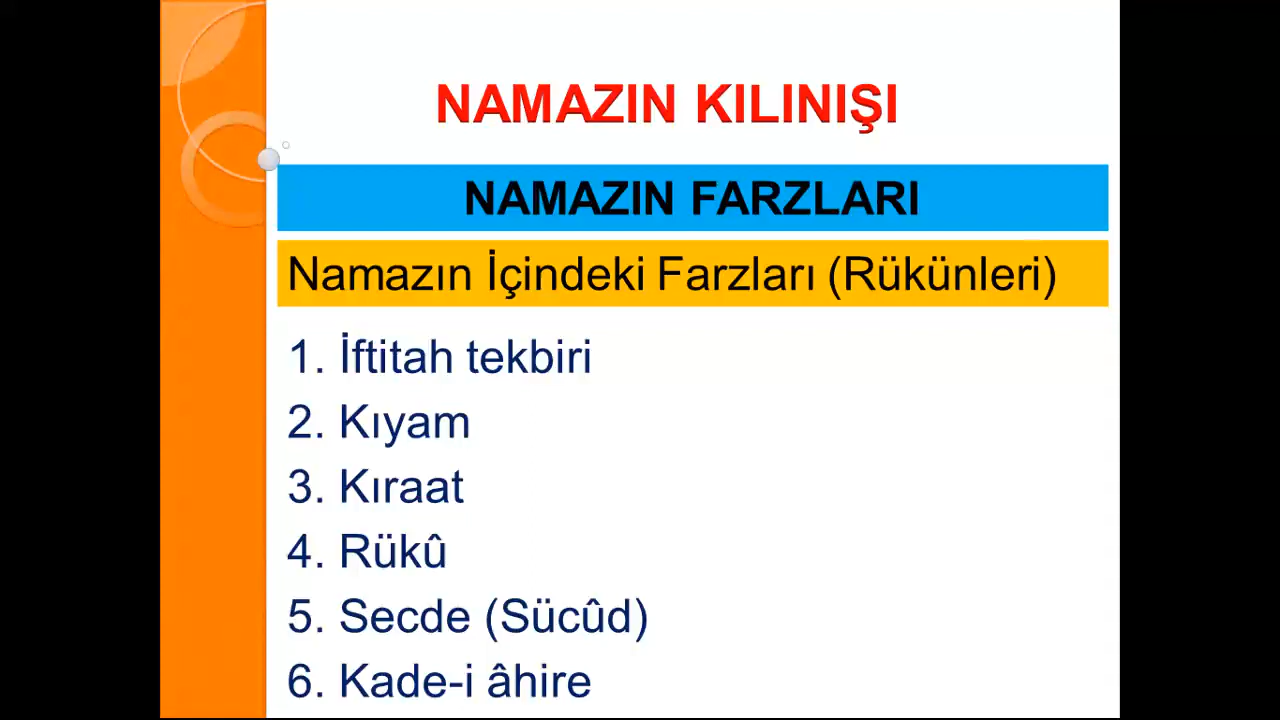 NAMAZIN KILINIŞI
NAMAZIN FARZLARI
Namazın İçindeki Farzları (Rükünleri)
1. İftitah tekbiri
2. Kıyam
3. Kıraat
4. Rükû
5. Secde (Sücûd)
6. Kade-i âhire